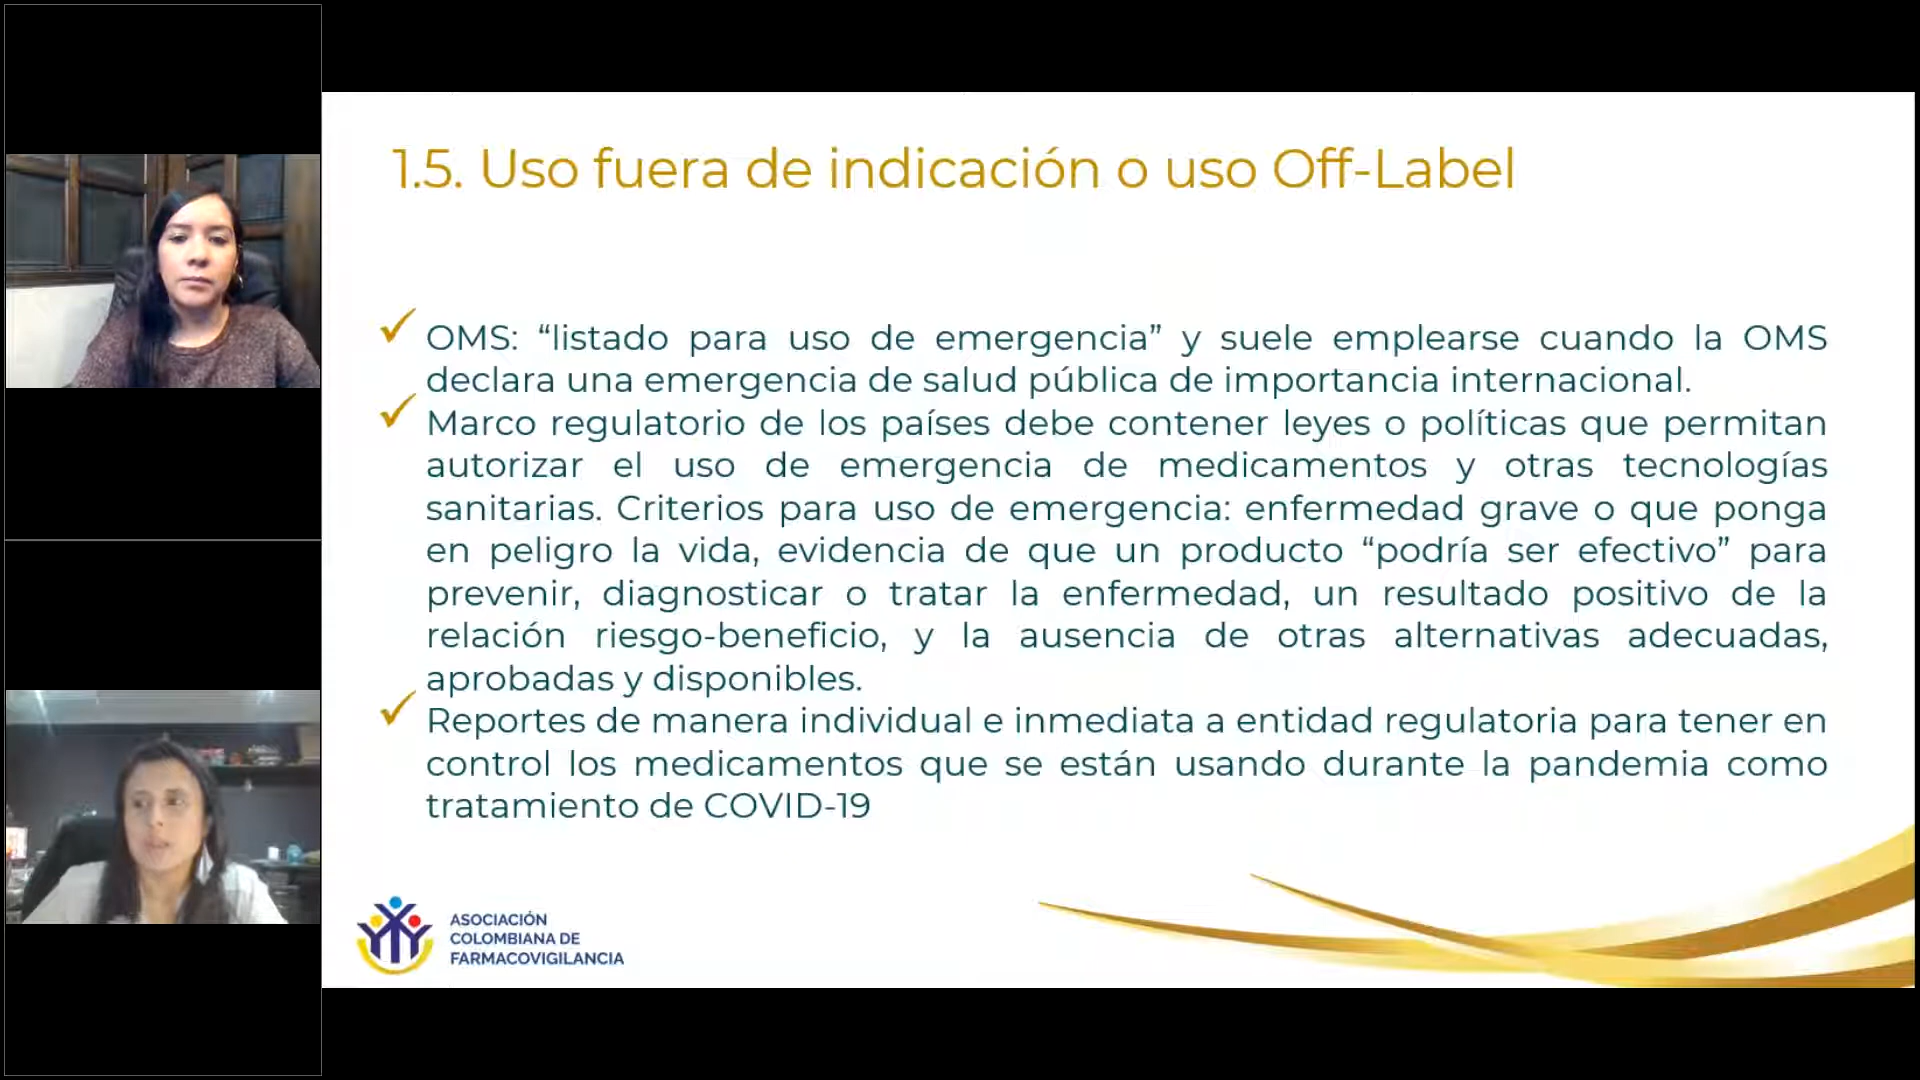 1.5. Uso fuera de indicación o uso Off-Label
OMS: “listado para uso de emergencia” y suele emplearse cuando la OMS
declara una emergencia de salud pública de importancia internacional.
Marco regulatorio de los países debe contener leyes o políticas que permitan
autorizar el uso de emergencia de medicamentos y otras tecnologías
sanitarias. Criterios para uso de emergencia: enfermedad grave o que ponga
en peligro la vida, evidencia de que un producto “podría ser efectivo” para
prevenir, diagnosticar o tratar la enfermedad, un resultado positivo de la
relación riesgo-beneficio, y la ausencia de otras alternativas adecuadas,
aprobadas y disponibles.
Reportes de manera individual e inmediata a entidad regulatoria para tener en
control los medicamentos que se están usando durante la pandemia como
tratamiento de COVID-19
ASOCIACIÓN
COLOMBIANA DE
FARMACOVIGILANCIA